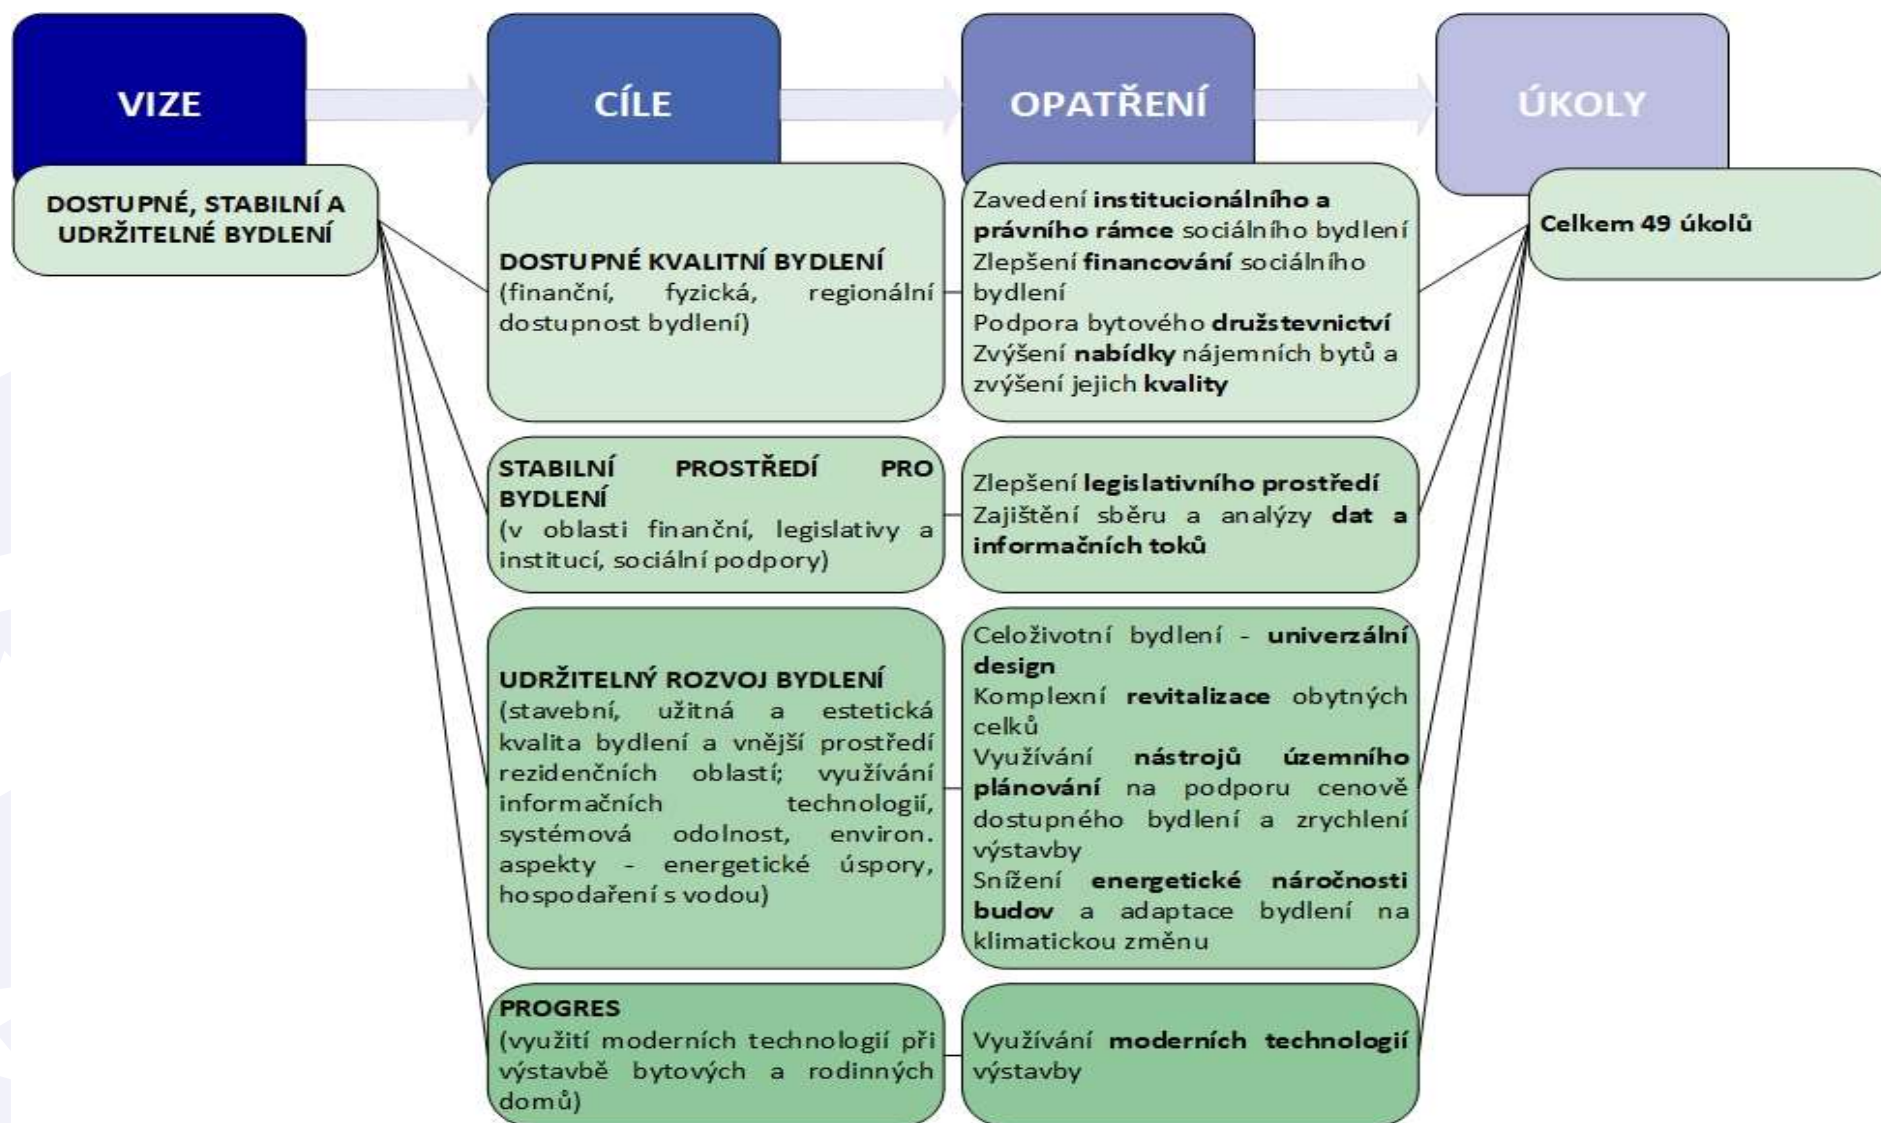 VIZE
CÍLE
OPATŘENÍ
ÚKOLY
DOSTUPNÉ, STABILNÍ A
UDRŽITELNÉ BYDLENÍ
DOSTUPNÉ KVALITNÍ BYDLENÍ
(finanční, fyzická, regionální
dostupnost bydlení)
Zavedení institucionálního a
právního rámce sociálního bydlení
Zlepšení financování sociálního
bydlení
Podpora bytového družstevnictví
Zvýšení nabídky nájemních bytů a
zvýšení jejich kvality
Celkem 49 úkolů
STABILNÍ PROSTŘEDÍ PRO
BYDLENÍ
(v oblasti finanční, legislativy a
institucí, sociální podpory)
Zlepšení legislativního prostředí
Zajištění sběru a analýzy dat a
informačních toků
UDRŽITELNÝ ROZVOJ BYDLENÍ
(stavební, užitná a estetická
kvalita bydlení a vnější prostředí
rezidenčních oblastí; využívání
informačních technologií,
systémová odolnost, environ.
aspekty - energetické úspory,
hospodaření s vodou)
Celoživotní bydlení - univerzální
design
Komplexní revitalizace obytných
celků
Využívání nástrojů územního
plánování na podporu cenově
dostupného bydlení a zrychlení
výstavby
Snížení energetické náročnosti
budov a adaptace bydlení na
klimatickou změnu
PROGRES
(využití moderních technologií při
výstavbě bytových a rodinných
domů)
Využívání moderních technologií
výstavby